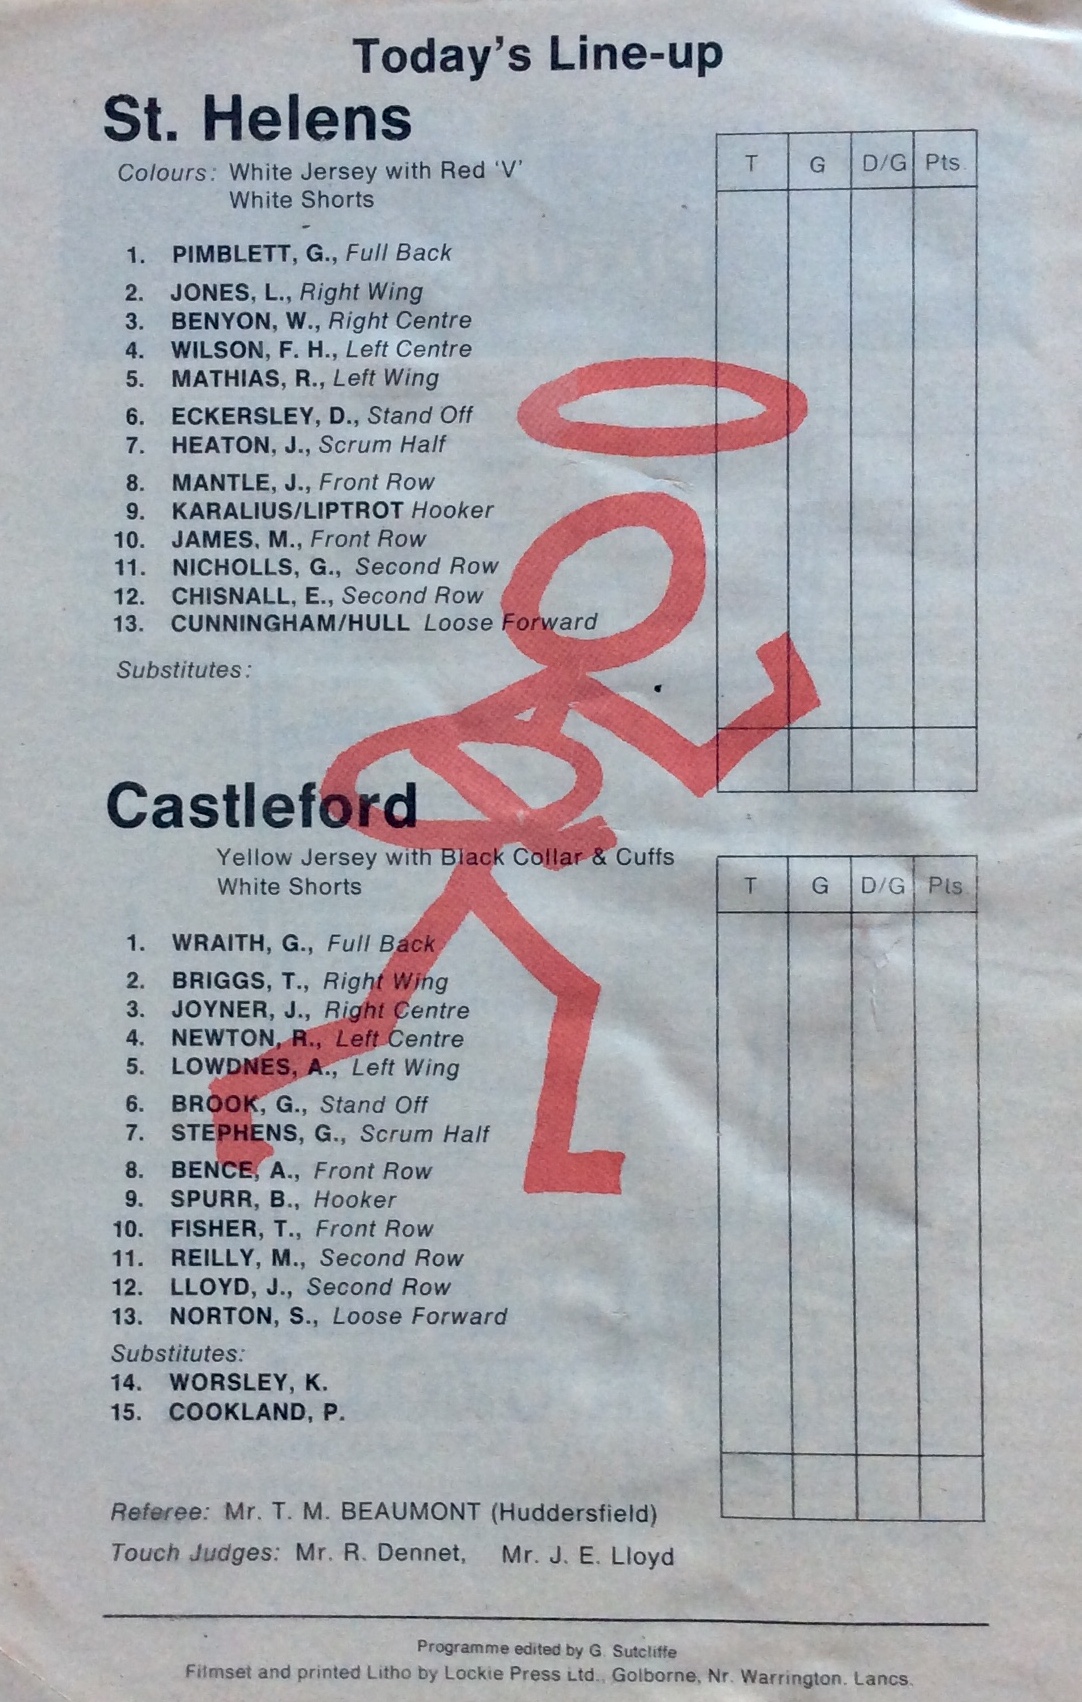 Today's Line-up
St. Helens
Colours: White Jersey with Red 'V'
White Shorts
T G D/G Pts.
1. PIMBLETT, G., Full Back
2. JONES, L., Right Wing
3. BENYON, W., Right Centre
4. WILSON, F. H., Left Centre
5. MATHIAS, R., Left Wing
6. ECKERSLEY, D., Stand Off
7. HEATON, J., Scrum Half
8. MANTLE, J., Front Row
9. KARALIUS/LIPTROT Hooker
10. JAMES, M., Front Row
11. NICHOLLS, G., Second Row
12. CHISNALL, E., Second Row
13. CUNNINGHAM/HULL Loose Forward
Substitutes:
Castleford
Yellow Jersey with Black Collar & Cuffs
White Shorts
T G D/G Pts
1. WRAITH, G., Full Back
2. BRIGGS, T., Right Wing
3. JOYNER, J., Right Centre
4. NEWTON, R., Left Centre
5. LOWDNES, A., Left Wing
6. BROOK, G., Stand Off
7. STEPHENS, G., Scrum Half
8. BENCE, A., Front Row
9. SPURR, B., Hooker
10. FISHER, T., Front Row
11. REILLY, M., Second Row
12. LLOYD, J., Second Row
13. NORTON, S., Loose Forward
Substitutes:
14. WORSLEY, K.
15. COOKLAND, P.
Referee: Mr. T. M. BEAUMONT (Huddersfield)
Touch Judges: Mr. R. Dennet, Mr. J. E. Lloyd
Programme edited by G. Sutcliffe
Filmset and printed Litho by Lockie Press Ltd., Golborne, Nr. Warrington. Lancs.